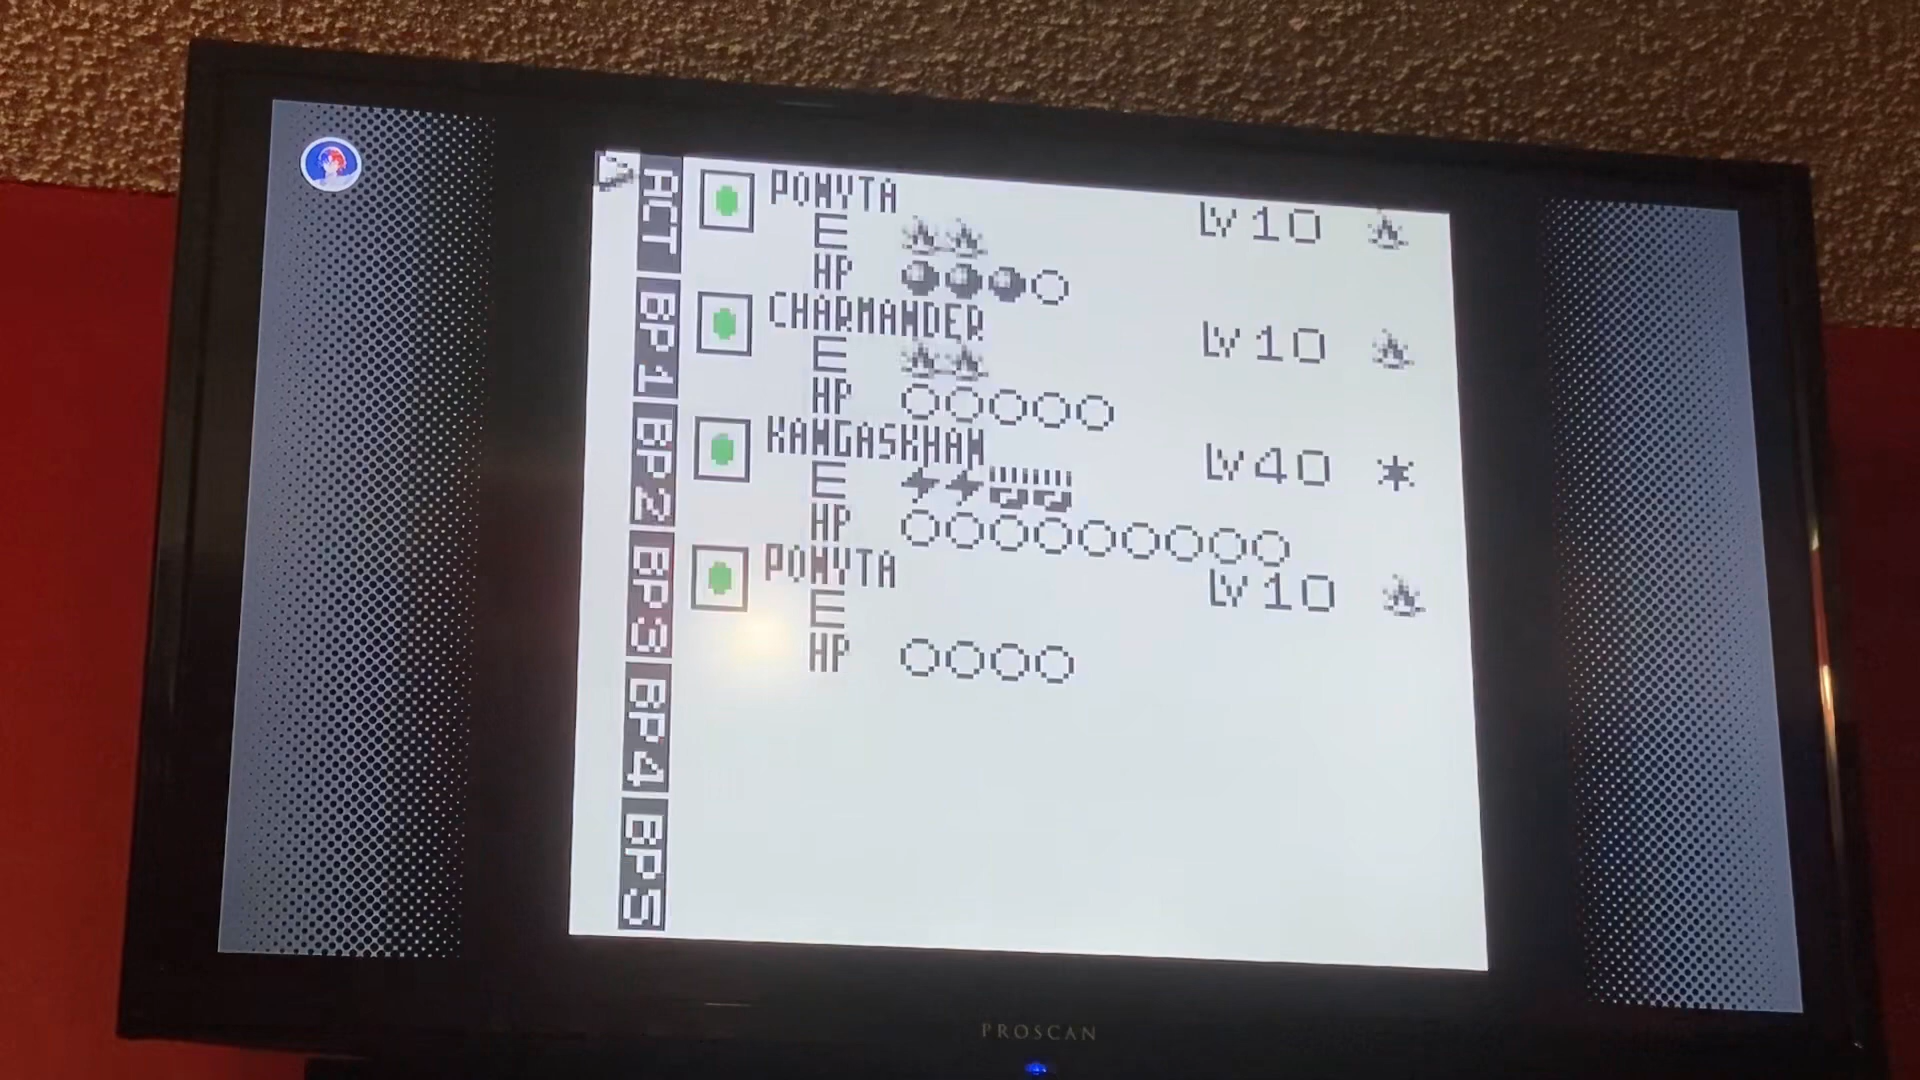 ACT
PONYTA Lv10
E
HP
BP1
CHARMANDER Lv10
E
HP
BP2
KANGASKHAN Lv40
E
HP
BP3
PONYTA Lv10
E
HP
BP4
BP5
PROSCAN